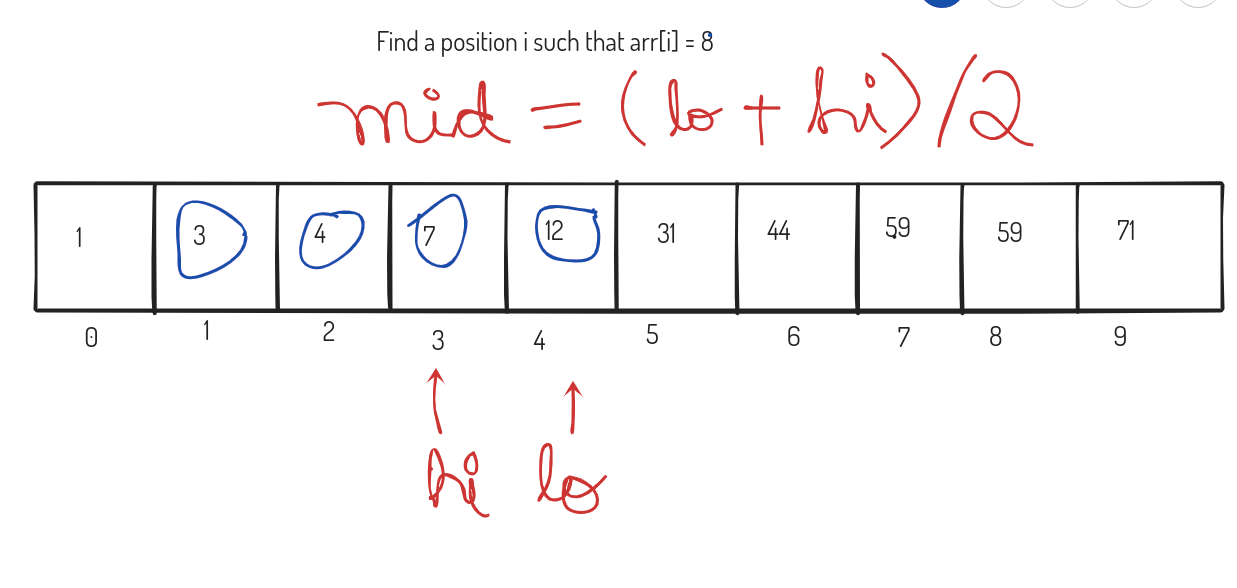 Find a position i such that arr[i] = 8
mid = (lo + hi) / 2
1 3 4 7 12 31 44 59 59 71
0 1 2 3 4 5 6 7 8 9
hi lo